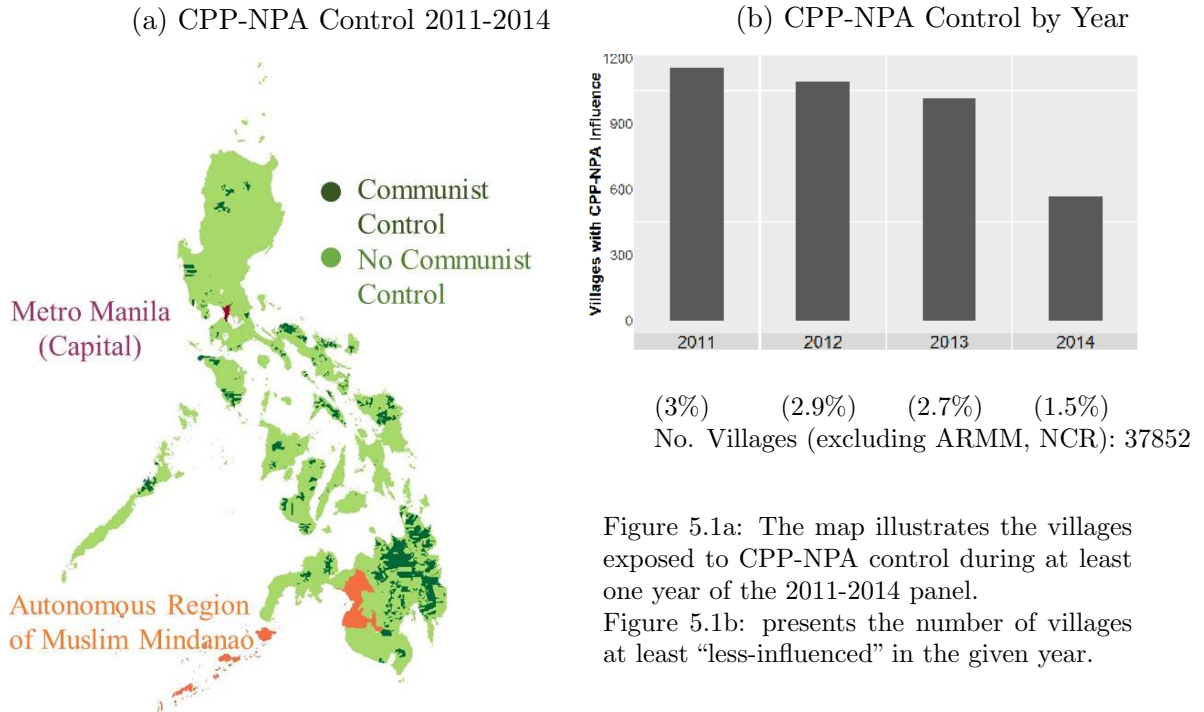 (a) CPP-NPA Control 2011-2014
Communist
Control
No Communist
Control
Metro Manila
(Capital)
Autonomous Region
of Muslim Mindanao
(b) CPP-NPA Control by Year
Villages with CPP-NPA Influence
1200
900
600
300
0
2011 2012 2013 2014
(3%) (2.9%) (2.7%) (1.5%)
No. Villages (excluding ARMM, NCR): 37852
Figure 5.1a: The map illustrates the villages
exposed to CPP-NPA control during at least
one year of the 2011-2014 panel.
Figure 5.1b: presents the number of villages
at least “less-influenced” in the given year.